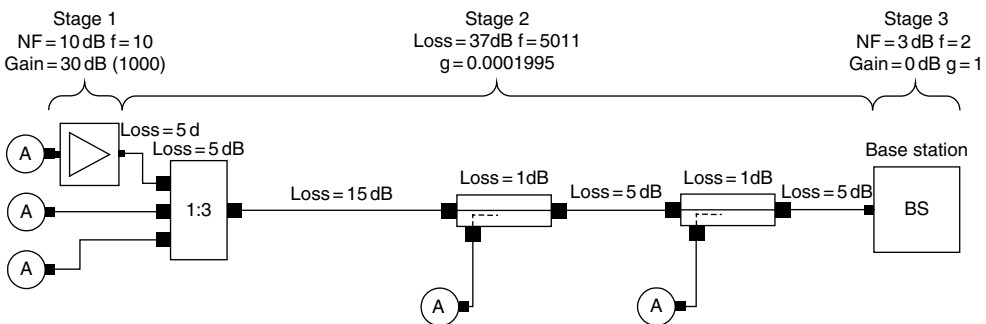 Stage 1
NF = 10 dB f = 10
Gain = 30 dB (1000)
Stage 2
Loss = 37dB f = 5011
g = 0.0001995
Stage 3
NF = 3 dB f = 2
Gain = 0 dB g = 1
Loss = 5 d
Loss = 5 dB
A
A
A
1:3
Loss = 15 dB
Loss = 1dB
Loss = 5 dB
Loss = 1dB
Loss = 5 dB
Base station
BS
A
A